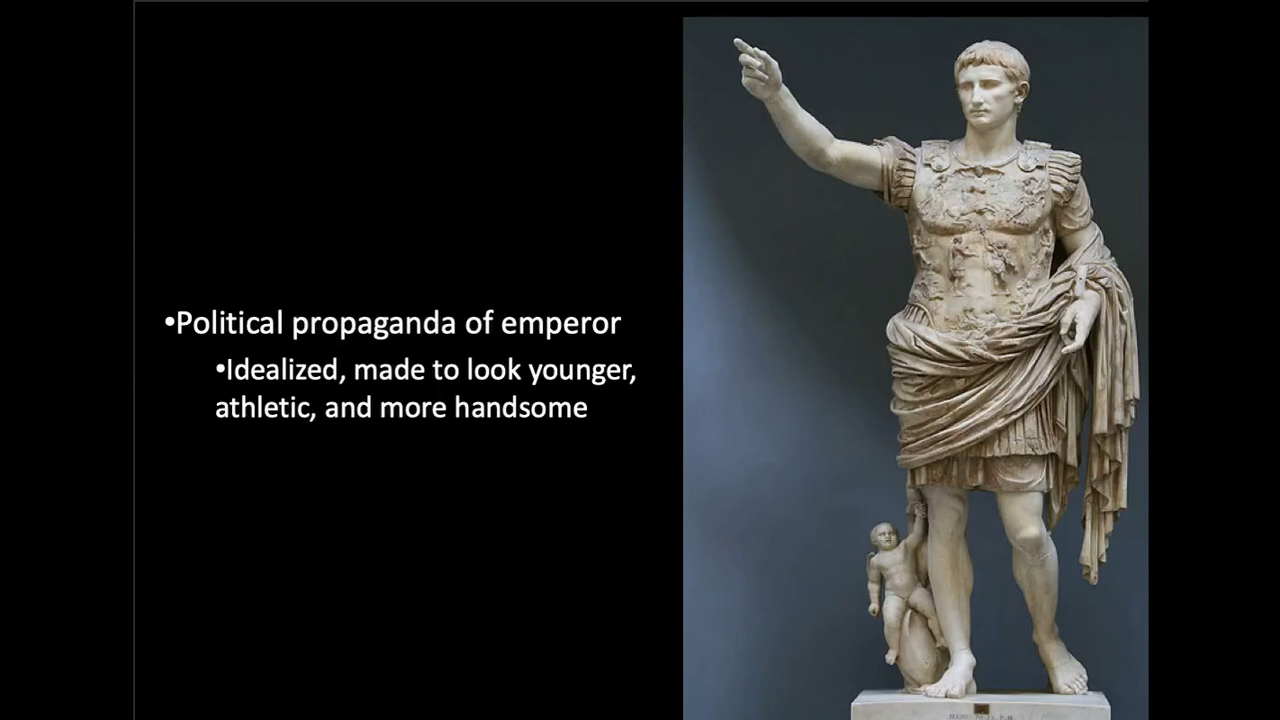 •Political propaganda of emperor
•Idealized, made to look younger,
athletic, and more handsome